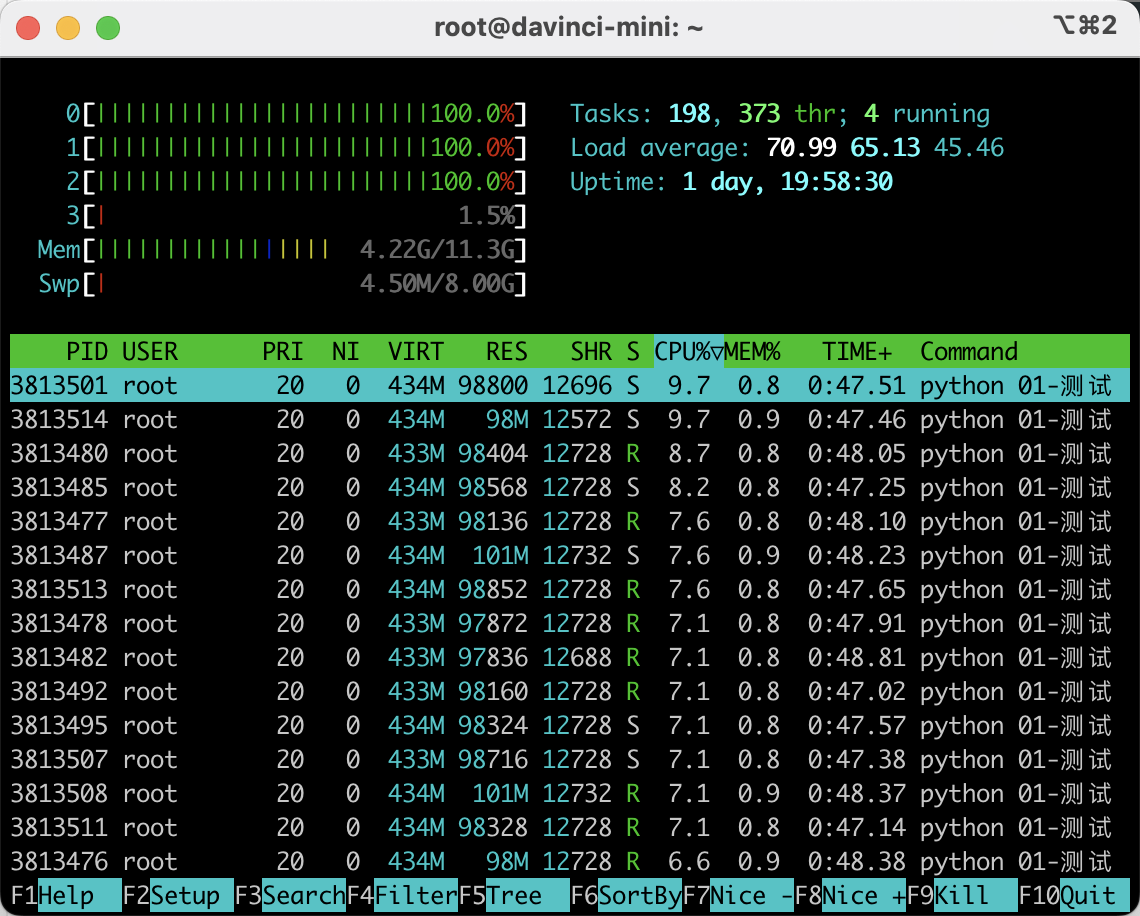 root@davinci-mini: ~ ⌥⌘2
0[||||||||||||||||||||||||100.0%] Tasks: 198, 373 thr; 4 running
1[||||||||||||||||||||||||100.0%] Load average: 70.99 65.13 45.46
2[||||||||||||||||||||||||100.0%] Uptime: 1 day, 19:58:30
3[| 1.5%]
Mem[||||||||||||||||| 4.22G/11.3G]
Swp[| 4.50M/8.00G]
PID USER PRI NI VIRT RES SHR S CPU%▽MEM% TIME+ Command
3813501 root 20 0 434M 98800 12696 S 9.7 0.8 0:47.51 python 01-测试
3813514 root 20 0 434M 98M 12572 S 9.7 0.9 0:47.46 python 01-测试
3813480 root 20 0 433M 98404 12728 R 8.7 0.8 0:48.05 python 01-测试
3813485 root 20 0 434M 98568 12728 S 8.2 0.8 0:47.25 python 01-测试
3813477 root 20 0 433M 98136 12728 R 7.6 0.8 0:48.10 python 01-测试
3813487 root 20 0 434M 101M 12732 S 7.6 0.9 0:48.23 python 01-测试
3813513 root 20 0 434M 98852 12728 R 7.6 0.8 0:47.65 python 01-测试
3813478 root 20 0 433M 97872 12728 R 7.1 0.8 0:47.91 python 01-测试
3813482 root 20 0 433M 97836 12688 R 7.1 0.8 0:48.81 python 01-测试
3813492 root 20 0 433M 98160 12728 R 7.1 0.8 0:47.02 python 01-测试
3813495 root 20 0 434M 98324 12728 S 7.1 0.8 0:47.57 python 01-测试
3813507 root 20 0 433M 98716 12728 S 7.1 0.8 0:47.38 python 01-测试
3813508 root 20 0 434M 101M 12732 R 7.1 0.9 0:48.37 python 01-测试
3813511 root 20 0 434M 98328 12728 R 7.1 0.8 0:47.14 python 01-测试
3813476 root 20 0 434M 98M 12728 R 6.6 0.9 0:48.38 python 01-测试
F1Help F2Setup F3SearchF4FilterF5Tree F6SortByF7Nice -F8Nice +F9Kill F10Quit